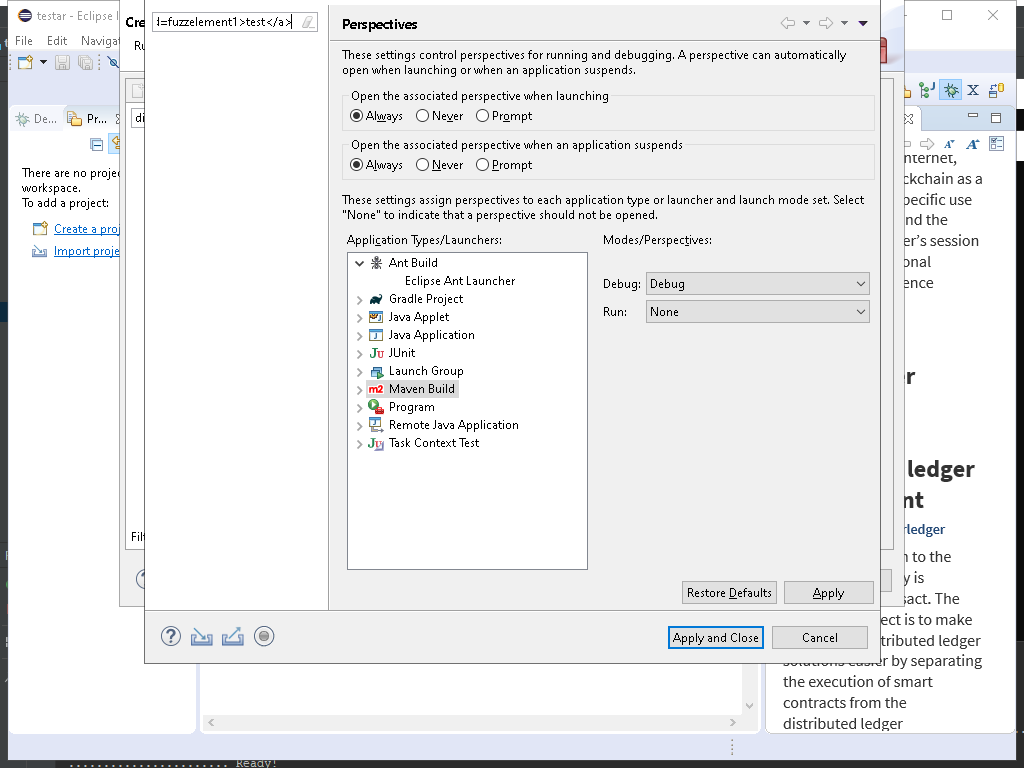 testar - Eclipse I
File Edit Navigat
De...
Pr...
There are no proje
workspace.
To add a project:
Create a proj
Import proje
Cre
Ru
di
Filt
l=fuzzelement1>test</a>
Perspectives
These settings control perspectives for running and debugging. A perspective can automatically
open when launching or when an application suspends.
Open the associated perspective when launching
Always Never Prompt
Open the associated perspective when an application suspends
Always Never Prompt
These settings assign perspectives to each application type or launcher and launch mode set. Select
"None" to indicate that a perspective should not be opened.
Application Types/Launchers:
Ant Build
Eclipse Ant Launcher
Gradle Project
Java Applet
Java Application
JUnit
Launch Group
m2 Maven Build
Program
Remote Java Application
Task Context Test
Modes/Perspectives:
Debug: Debug
Run: None
Restore Defaults Apply
Apply and Close Cancel
nternet,
ckchain as a
pecific use
nd the
er's session
onal
ence
r
ledger
nt
rledger
n to the
y is
sact. The
ect is to make
tributed ledger
solutions easier by separating
the execution of smart
contracts from the
distributed ledger
Ready!